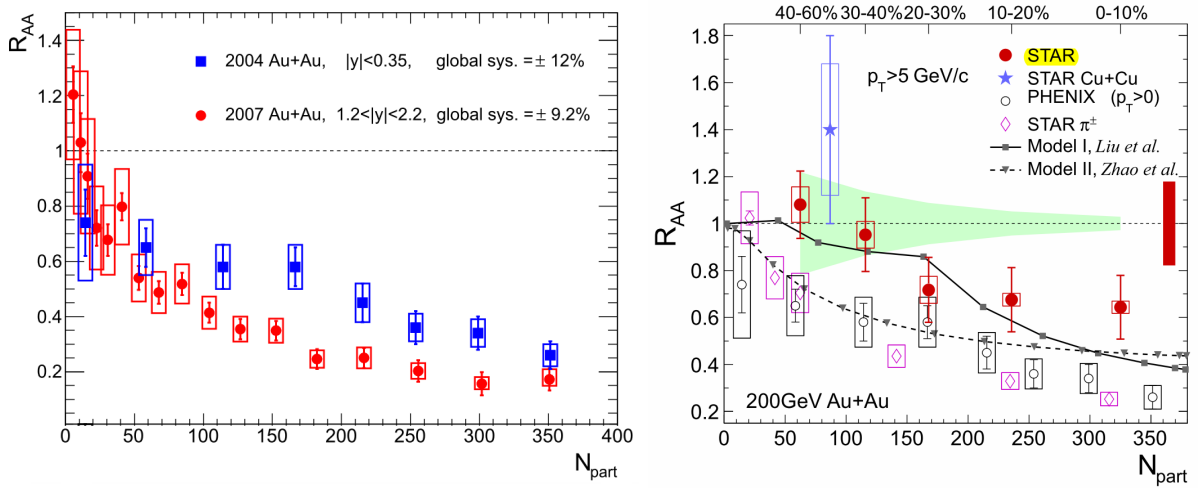 R_AA
1.4
1.2
1
0.8
0.6
0.4
0.2
2004 Au+Au, |y|<0.35, global sys. =± 12%
2007 Au+Au, 1.2<|y|<2.2, global sys. =± 9.2%
0 50 100 150 200 250 300 350 400
N_part
40-60% 30-40% 20-30% 10-20% 0-10%
R_AA
1.8
1.6
1.4
1.2
1
0.8
0.6
0.4
0.2
p_T>5 GeV/c
STAR
STAR Cu+Cu
PHENIX (p_T>0)
STAR π±
Model I, Liu et al.
Model II, Zhao et al.
200GeV Au+Au
0 50 100 150 200 250 300 350
N_part